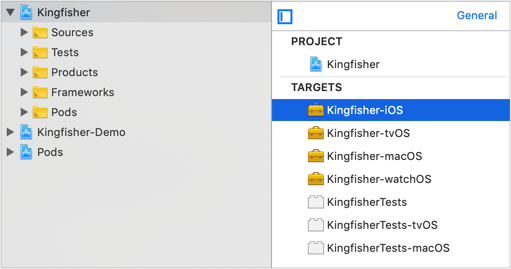 Kingfisher
Sources
Tests
Products
Frameworks
Pods
Kingfisher-Demo
Pods
General
PROJECT
Kingfisher
TARGETS
Kingfisher-iOS
Kingfisher-tvOS
Kingfisher-macOS
Kingfisher-watchOS
KingfisherTests
KingfisherTests-tvOS
KingfisherTests-macOS